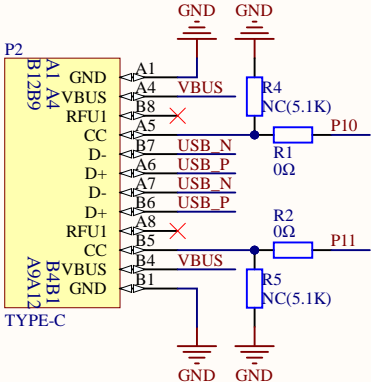 GND GND
P2
A1 A4
B12B9
GND A1
VBUS A4 VBUS
RFU1 B8
R4
NC(5.1K)
CC A5 P10
R1
0Ω
D- B7 USB_N
D+ A6 USB_P
D- A7 USB_N
D+ B6 USB_P
RFU1 A8
R2
0Ω
CC B5 P11
VBUS B4 VBUS
GND B1
B4B1
A9A12
R5
NC(5.1K)
TYPE-C
GND GND